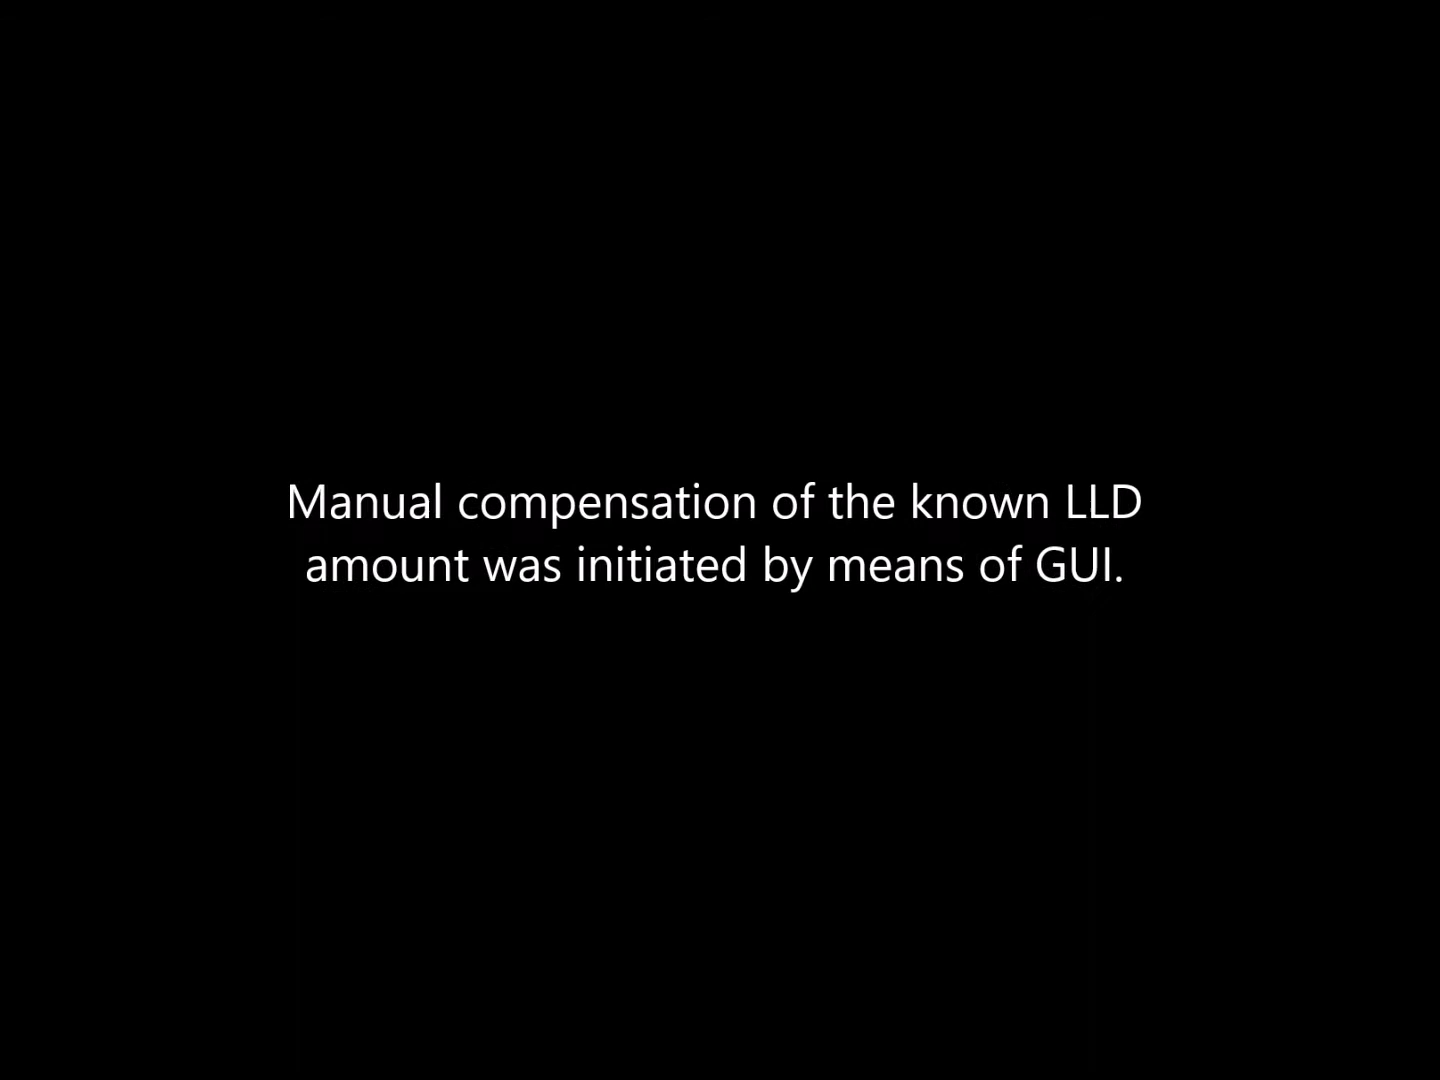 Manual compensation of the known LLD
amount was initiated by means of GUI.